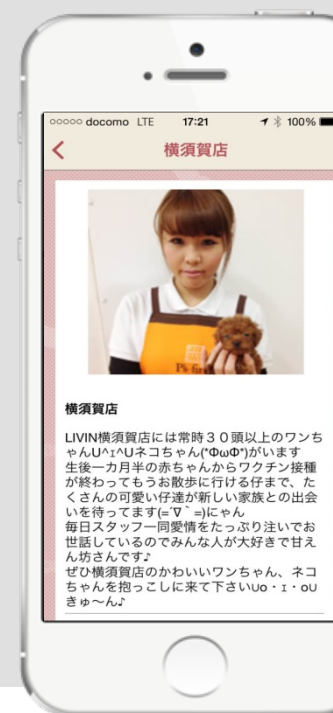 ooooo docomo LTE 17:21 100%
横須賀店
横須賀店
LIVIN横須賀店には常時３０頭以上のワンち
ゃんU^ｪ^Uネコちゃん(*ΦωΦ*)がいます
生後一カ月半の赤ちゃんからワクチン接種
が終わってもうお散歩に行ける仔まで、た
くさんの可愛い仔達が新しい家族との出会
いを待ってます(=´∇｀=)にゃん
毎日スタッフ一同愛情をたっぷり注いでお
世話しているのでみんな人が大好きで甘え
ん坊さんです♪
ぜひ横須賀店のかわいいワンちゃん、ネコ
ちゃんを抱っこしに来て下さいUo・ｪ・oU
きゅ〜ん♪